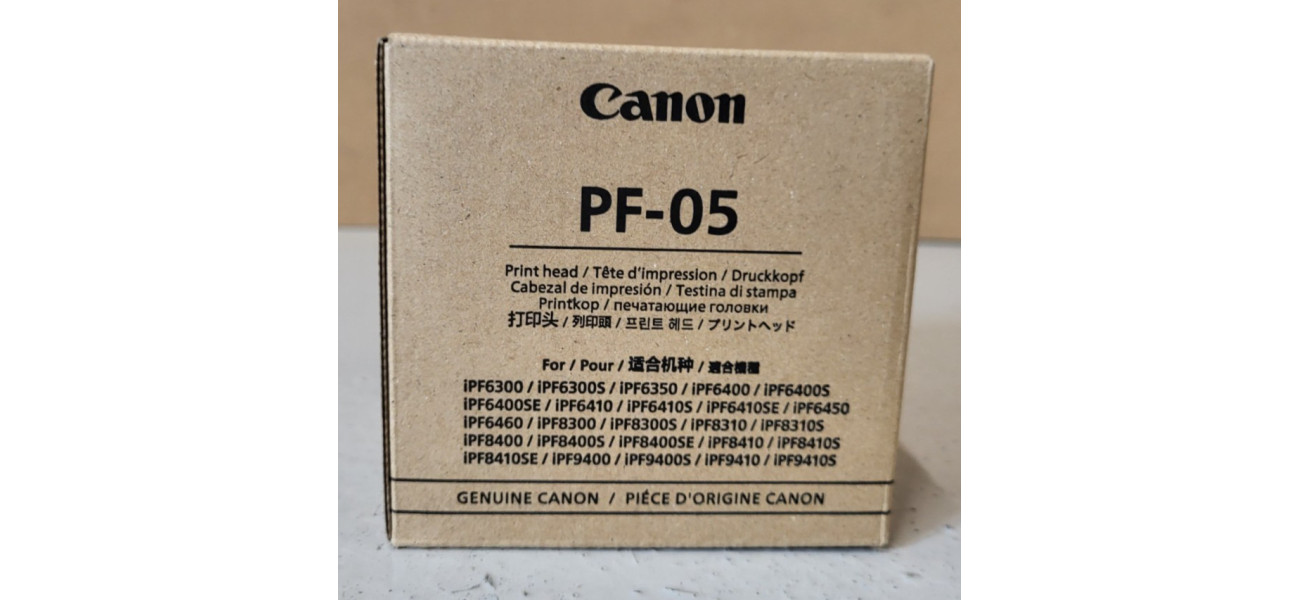 Canon
PF-05
Print head / Tête d'impression / Druckkopf
Cabezal de impresión / Testina di stampa
Printkop / печатающие головки
打印头 / 列印頭 / 프린트 헤드 / プリントヘッド
For / Pour / 适合机种 / 適合機種
iPF6300 / iPF6300S / iPF6350 / iPF6400 / iPF6400S
iPF6400SE / iPF6410 / iPF6410S / iPF6410SE / iPF6450
iPF6460 / iPF8300 / iPF8300S / iPF8310 / iPF8310S
iPF8400 / iPF8400S / iPF8400SE / iPF8410 / iPF8410S
iPF8410SE / iPF9400 / iPF9400S / iPF9410 / iPF9410S
GENUINE CANON / PIÉCE D'ORIGINE CANON